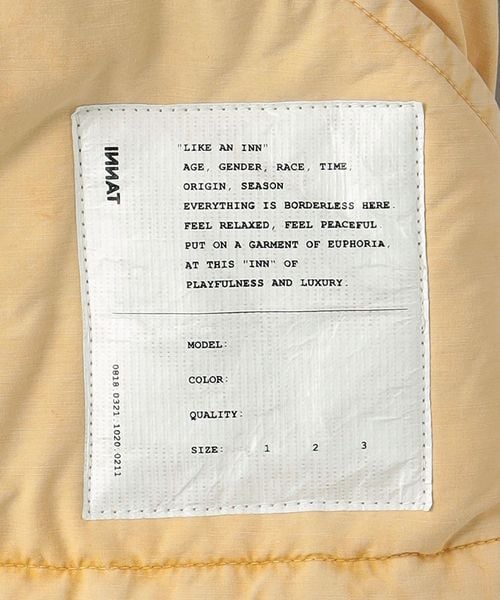 INNAT
"LIKE AN INN"
AGE, GENDER, RACE, TIME,
ORIGIN, SEASON
EVERYTHING IS BORDERLESS HERE.
FEEL RELAXED, FEEL PEACEFUL.
PUT ON A GARMENT OF EUPHORIA,
AT THIS "INN" OF
PLAYFULNESS AND LUXURY.
MODEL:
COLOR:
QUALITY:
SIZE: 1 2 3
0818 0321 1020 0211